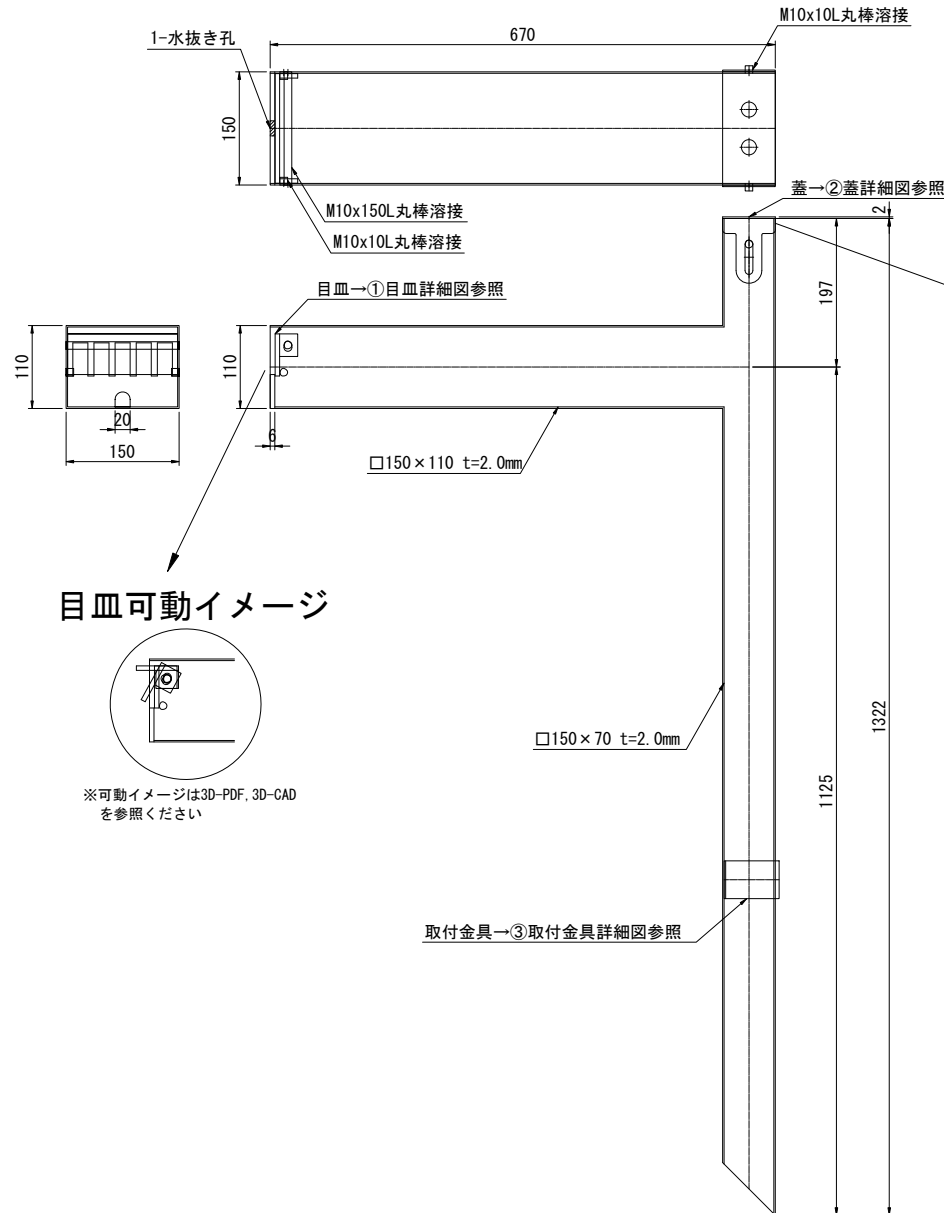 M10x10L丸棒溶接
670
1-水抜き孔
150
蓋→②蓋詳細図参照
M10x150L丸棒溶接
2
M10x10L丸棒溶接
目皿→①目皿詳細図参照
197
110
110
20
6
150
□150×110 t=2.0mm
目皿可動イメージ
1322
□150×70 t=2.0mm
1125
※可動イメージは3D-PDF,3D-CAD
を参照ください
取付金具→③取付金具詳細図参照